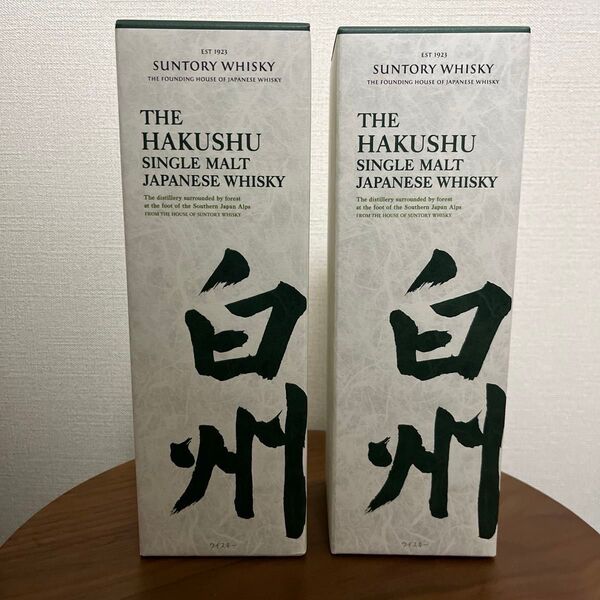 EST 1923
SUNTORY WHISKY
THE FOUNDING HOUSE OF JAPANESE WHISKY
THE
HAKUSHU
SINGLE MALT
JAPANESE WHISKY
The distillery surrounded by forest
at the foot of the Southern Japan Alps
FROM THE HOUSE OF SUNTORY WHISKY
白州
ウイスキー
EST 1923
SUNTORY WHISKY
THE FOUNDING HOUSE OF JAPANESE WHISKY
THE
HAKUSHU
SINGLE MALT
JAPANESE WHISKY
The distillery surrounded by forest
at the foot of the Southern Japan Alps
FROM THE HOUSE OF SUNTORY WHISKY
白州
ウイスキー